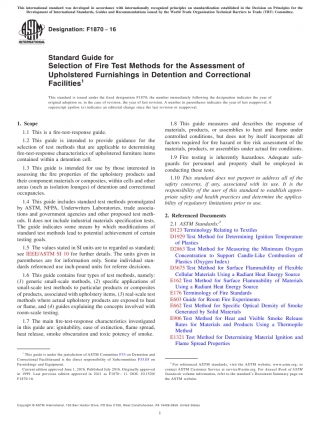 This international standard was developed in accordance with internationally recognized principles on standardization established in the Decision on Principles for the
Development of International Standards, Guides and Recommendations issued by the World Trade Organization Technical Barriers to Trade (TBT) Committee.
Designation: F1870 − 16
INTERNATIONAL
Standard Guide for
Selection of Fire Test Methods for the Assessment of
Upholstered Furnishings in Detention and Correctional
Facilities1
This standard is issued under the fixed designation F1870; the number immediately following the designation indicates the year of
original adoption or, in the case of revision, the year of last revision. A number in parentheses indicates the year of last reapproval. A
superscript epsilon (ε) indicates an editorial change since the last revision or reapproval.
1. Scope
1.1 This is a fire-test-response guide.
1.2 This guide is intended to provide guidance for the
selection of test methods that are applicable to determining
fire-test-response characteristics of upholstered furniture items
contained within a detention cell.
1.3 This guide is intended for use by those interested in
assessing the fire properties of the upholstery products and
their component materials or composites, within cells and other
areas (such as isolation lounges) of detention and correctional
occupancies.
1.4 This guide includes standard test methods promulgated
by ASTM, NFPA, Underwriters Laboratories, trade associa-
tions and government agencies and other proposed test meth-
ods. It does not include industrial materials specification tests.
The guide indicates some means by which modifications of
standard test methods lead to potential achievement of certain
testing goals.
1.5 The values stated in SI units are to regarded as standard;
see IEEE/ASTM SI 10 for further details. The units given in
parentheses are for information only. Some individual stan-
dards referenced use inch-pound units for referee decisions.
1.6 This guide contains four types of test methods, namely:
(1) generic small-scale methods, (2) specific applications of
small-scale test methods to particular products or composites
of products, associated with upholstery items, (3) real-scale test
methods where actual upholstery products are exposed to heat
or flame, and (4) guides explaining the concepts involved with
room-scale testing.
1.7 The main fire-test-response characteristics investigated
in this guide are: ignitability, ease of extinction, flame spread,
heat release, smoke obscuration and toxic potency of smoke.
1 This guide is under the jurisdiction of ASTM Committee F33 on Detention and
Correctional Facilities and is the direct responsibility of Subcommittee F33.05 on
Furnishings and Equipment.
Current edition approved June 1, 2016. Published July 2016. Originally approved
in 1998. Last previous edition approved in 2011 as F1870 – 11. DOI: 10.1520/
F1870-16.
1.8 This guide measures and describes the response of
materials, products, or assemblies to heat and flame under
controlled conditions, but does not by itself incorporate all
factors required for fire hazard or fire risk assessment of the
materials, products, or assemblies under actual fire conditions.
1.9 Fire testing is inherently hazardous. Adequate safe-
guards for personnel and property shall be employed in
conducting these tests.
1.10 This standard does not purport to address all of the
safety concerns, if any, associated with its use. It is the
responsibility of the user of this standard to establish appro-
priate safety and health practices and determine the applica-
bility of regulatory limitations prior to use.
2. Referenced Documents
2.1 ASTM Standards:2
D123 Terminology Relating to Textiles
D1929 Test Method for Determining Ignition Temperature
of Plastics
D2863 Test Method for Measuring the Minimum Oxygen
Concentration to Support Candle-Like Combustion of
Plastics (Oxygen Index)
D3675 Test Method for Surface Flammability of Flexible
Cellular Materials Using a Radiant Heat Energy Source
E162 Test Method for Surface Flammability of Materials
Using a Radiant Heat Energy Source
E176 Terminology of Fire Standards
E603 Guide for Room Fire Experiments
E662 Test Method for Specific Optical Density of Smoke
Generated by Solid Materials
E906 Test Method for Heat and Visible Smoke Release
Rates for Materials and Products Using a Thermopile
Method
E1321 Test Method for Determining Material Ignition and
Flame Spread Properties
2 For referenced ASTM standards, visit the ASTM website, www.astm.org, or
contact ASTM Customer Service at service@astm.org. For Annual Book of ASTM
Standards volume information, refer to the standard's Document Summary page on
the ASTM website.
Copyright © ASTM International, 100 Barr Harbor Drive, PO Box C700, West Conshohocken, PA 19428-2959. United States
1